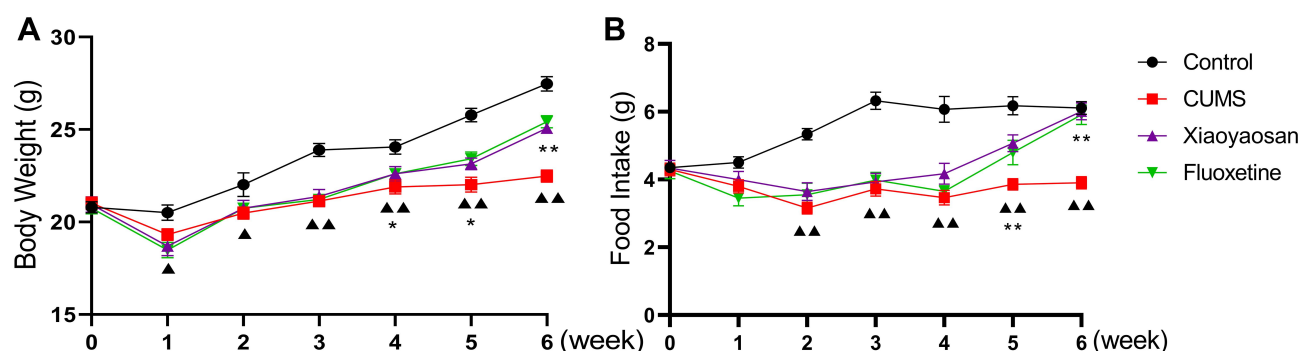 A
Body Weight (g)
30
25
20
15
▲
▲
▲▲
▲▲
*
▲▲
*
**
▲▲
0 1 2 3 4 5 6 (week)
B
Food Intake (g)
8
6
4
2
0
▲▲
▲▲
▲▲
▲▲
**
**
▲▲
0 1 2 3 4 5 6 (week)
Control
CUMS
Xiaoyaosan
Fluoxetine